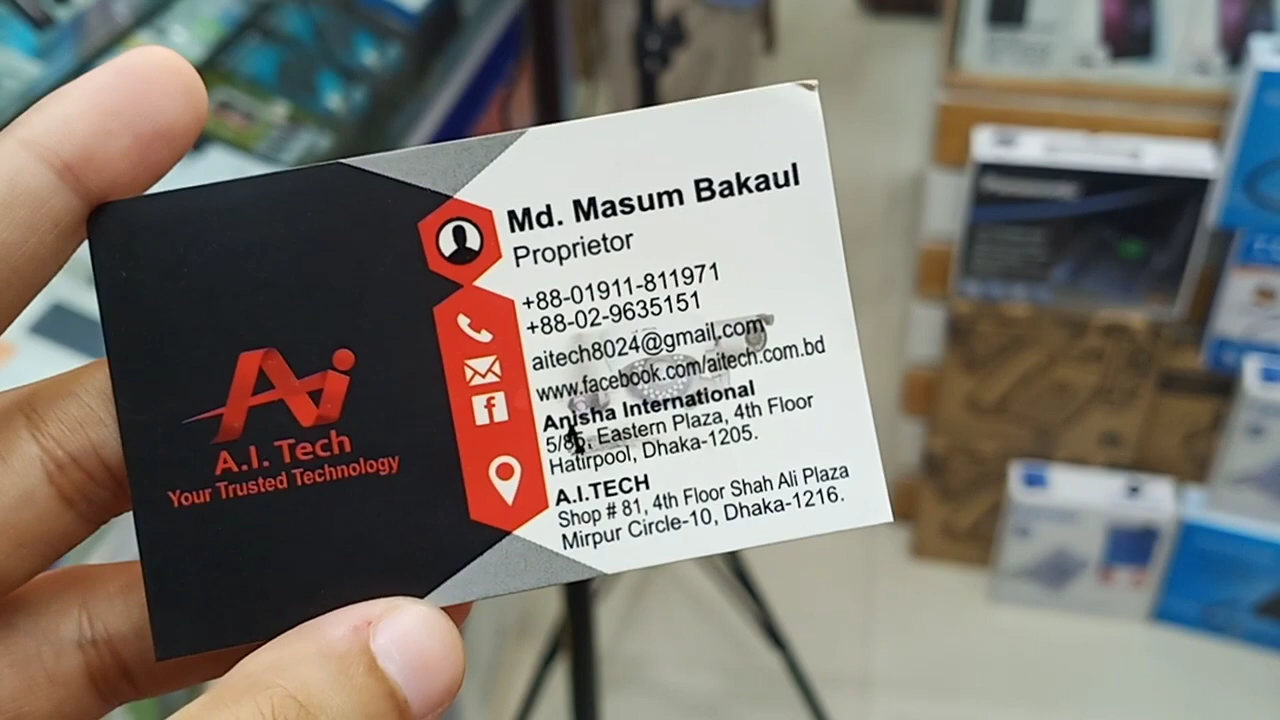 Ai
A.I. Tech
Your Trusted Technology
Md. Masum Bakaul
Proprietor
+88-01911-811971
+88-02-9635151
aitech8024@gmail.com
www.facebook.com/aitech.com.bd
Anisha International
Eastern Plaza, 4th Floor
Hatirpool, Dhaka-1205.
A.I.TECH
Shop # 81, 4th Floor Shah Ali Plaza
Mirpur Circle-10, Dhaka-1216.
Panasonic